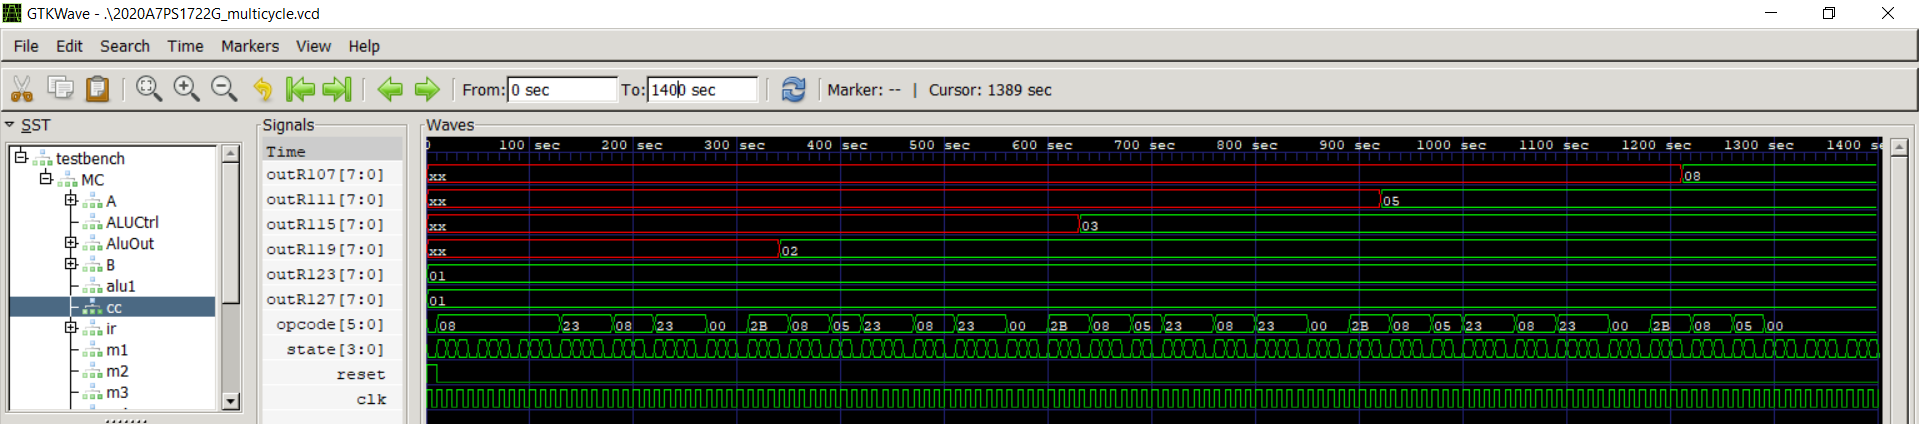 GTKWave - .\2020A7PS1722G_multicycle.vcd
File Edit Search Time Markers View Help
From: 0 sec To: 1400 sec Marker: -- | Cursor: 1389 sec
SST
testbench
MC
A
ALUCtrl
AluOut
B
alu1
cc
ir
m1
m2
m3
Signals
Time
outR107[7:0]
outR111[7:0]
outR115[7:0]
outR119[7:0]
outR123[7:0]
outR127[7:0]
opcode[5:0]
state[3:0]
reset
clk
Waves
0 100 sec 200 sec 300 sec 400 sec 500 sec 600 sec 700 sec 800 sec 900 sec 1000 sec 1100 sec 1200 sec 1300 sec 1400 se
xx 08
xx 05
xx 03
xx 02
01
01
08 23 08 23 00 2B 08 05 23 08 23 00 2B 08 05 23 08 23 00 2B 08 05 23 08 23 00 2B 08 05 00